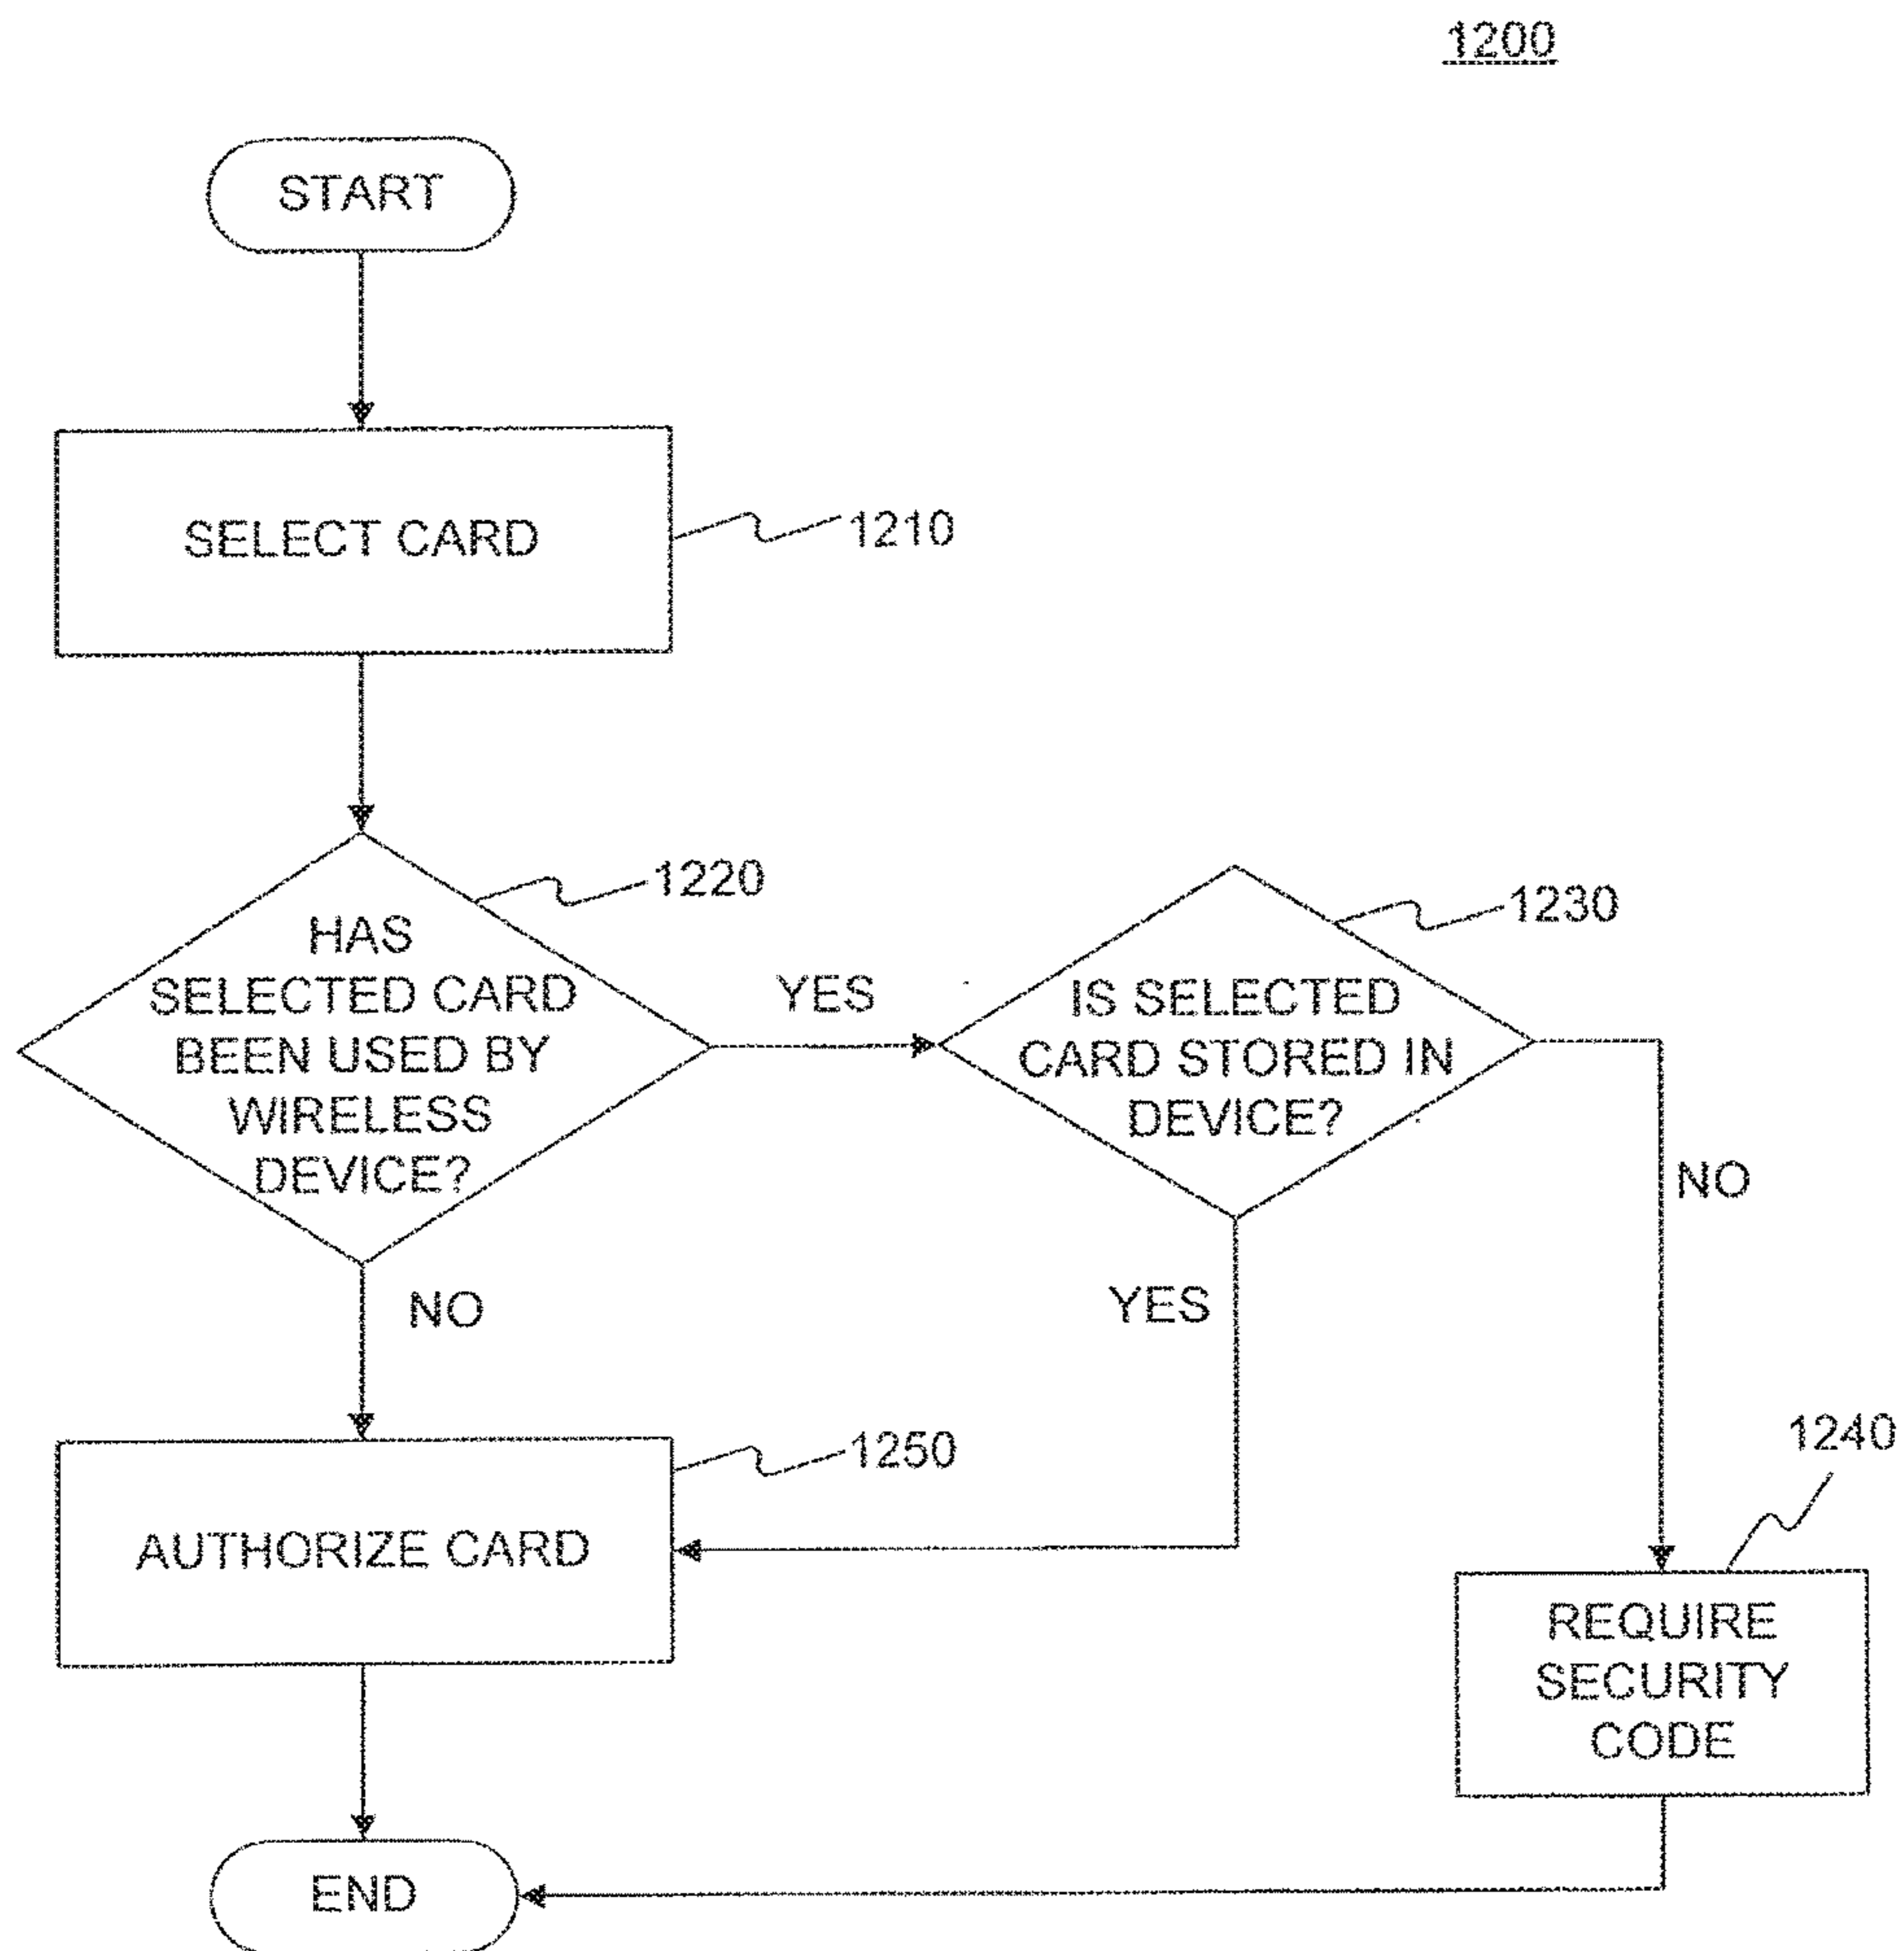 1200
START
SELECT CARD
1210
1220
HAS
SELECTED CARD
BEEN USED BY
WIRELESS
DEVICE?
YES
1230
IS SELECTED
CARD STORED IN
DEVICE?
NO
YES
NO
1250
AUTHORIZE CARD
1240
REQUIRE
SECURITY
CODE
END